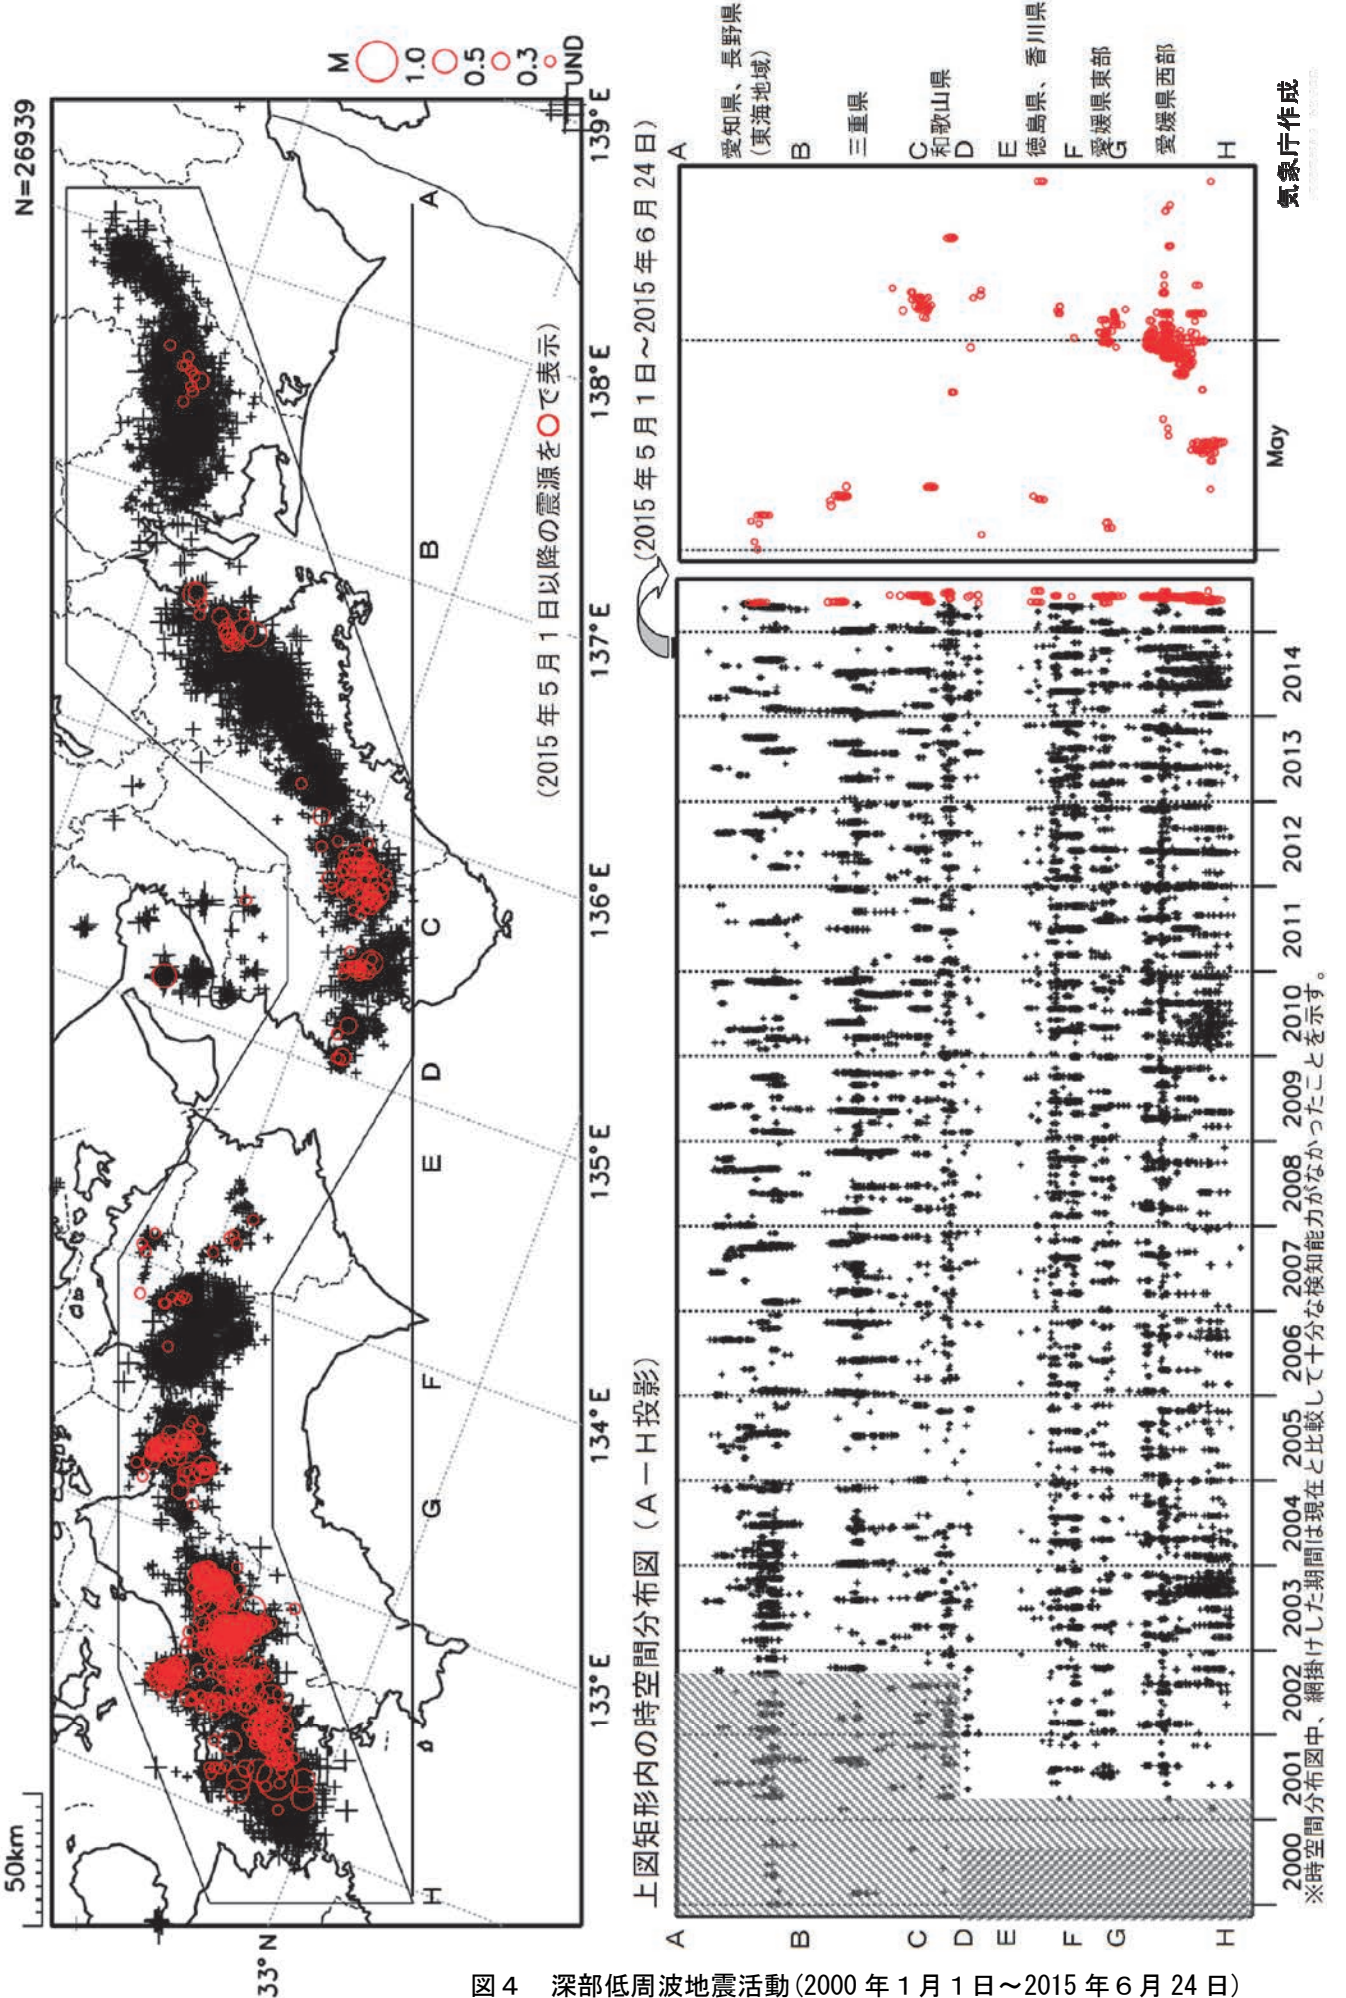 50km
N=26939
M
1.0
0.5
0.3
UND
33°N
133°E
134°E
135°E
136°E
137°E
138°E
139°E
H
G
F
E
D
C
B
A
(2015年5月1日以降の震源を○で表示)
上図矩形内の時空間分布図 (A－H投影)
(2015年5月1日～2015年6月24日)
A
B
C
D
E
F
G
H
2000
2001
2002
2003
2004
2005
2006
2007
2008
2009
2010
2011
2012
2013
2014
May
A
愛知県、長野県
(東海地域)
B
三重県
C
和歌山県
D
E
徳島県、香川県
F
愛媛県東部
G
愛媛県西部
H
※時空間分布図中、網掛けした期間は現在と比較して十分な検知能力がなかったことを示す。
気象庁作成
図４　深部低周波地震活動(2000年１月１日～2015年６月24日)